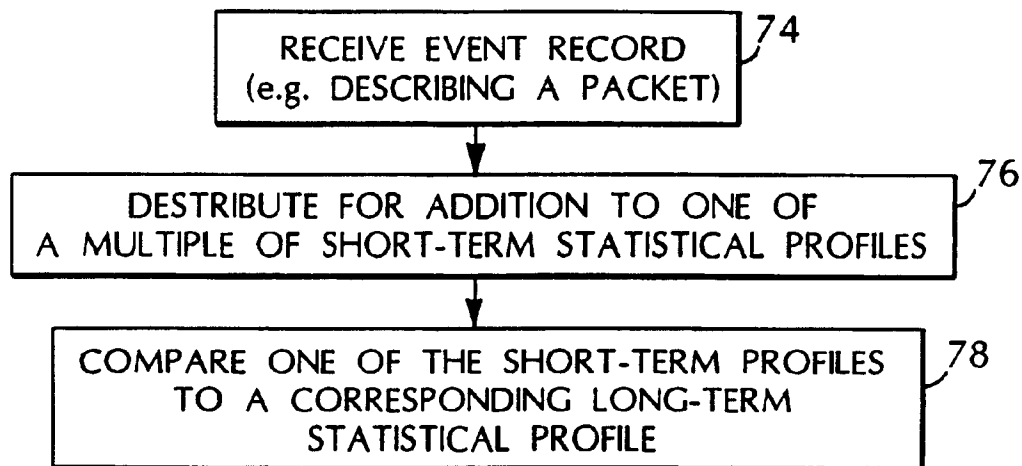 RECEIVE EVENT RECORD
(e.g. DESCRIBING A PACKET)
74
DESTRIBUTE FOR ADDITION TO ONE OF
A MULTIPLE OF SHORT-TERM STATISTICAL PROFILES
76
COMPARE ONE OF THE SHORT-TERM PROFILES
TO A CORRESPONDING LONG-TERM
STATISTICAL PROFILE
78